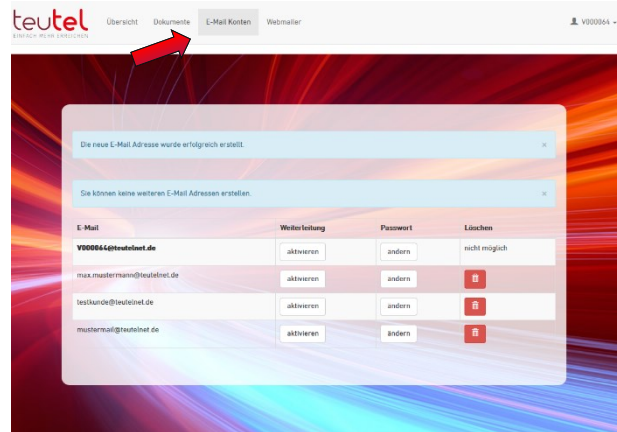 teutel
EINFACH MEHR ERREICHEN
Übersicht Dokumente E-Mail Konten Webmailer V000064
Die neue E-Mail Adresse wurde erfolgreich erstellt. ×
Sie können keine weiteren E-Mail Adressen erstellen. ×
E-Mail Weiterleitung Passwort Löschen
V000064@teutelnet.de aktivieren ändern nicht möglich
max.mustermann@teutelnet.de aktivieren ändern
testkunde@teutelnet.de aktivieren ändern
mustermail@teutelnet.de aktivieren ändern